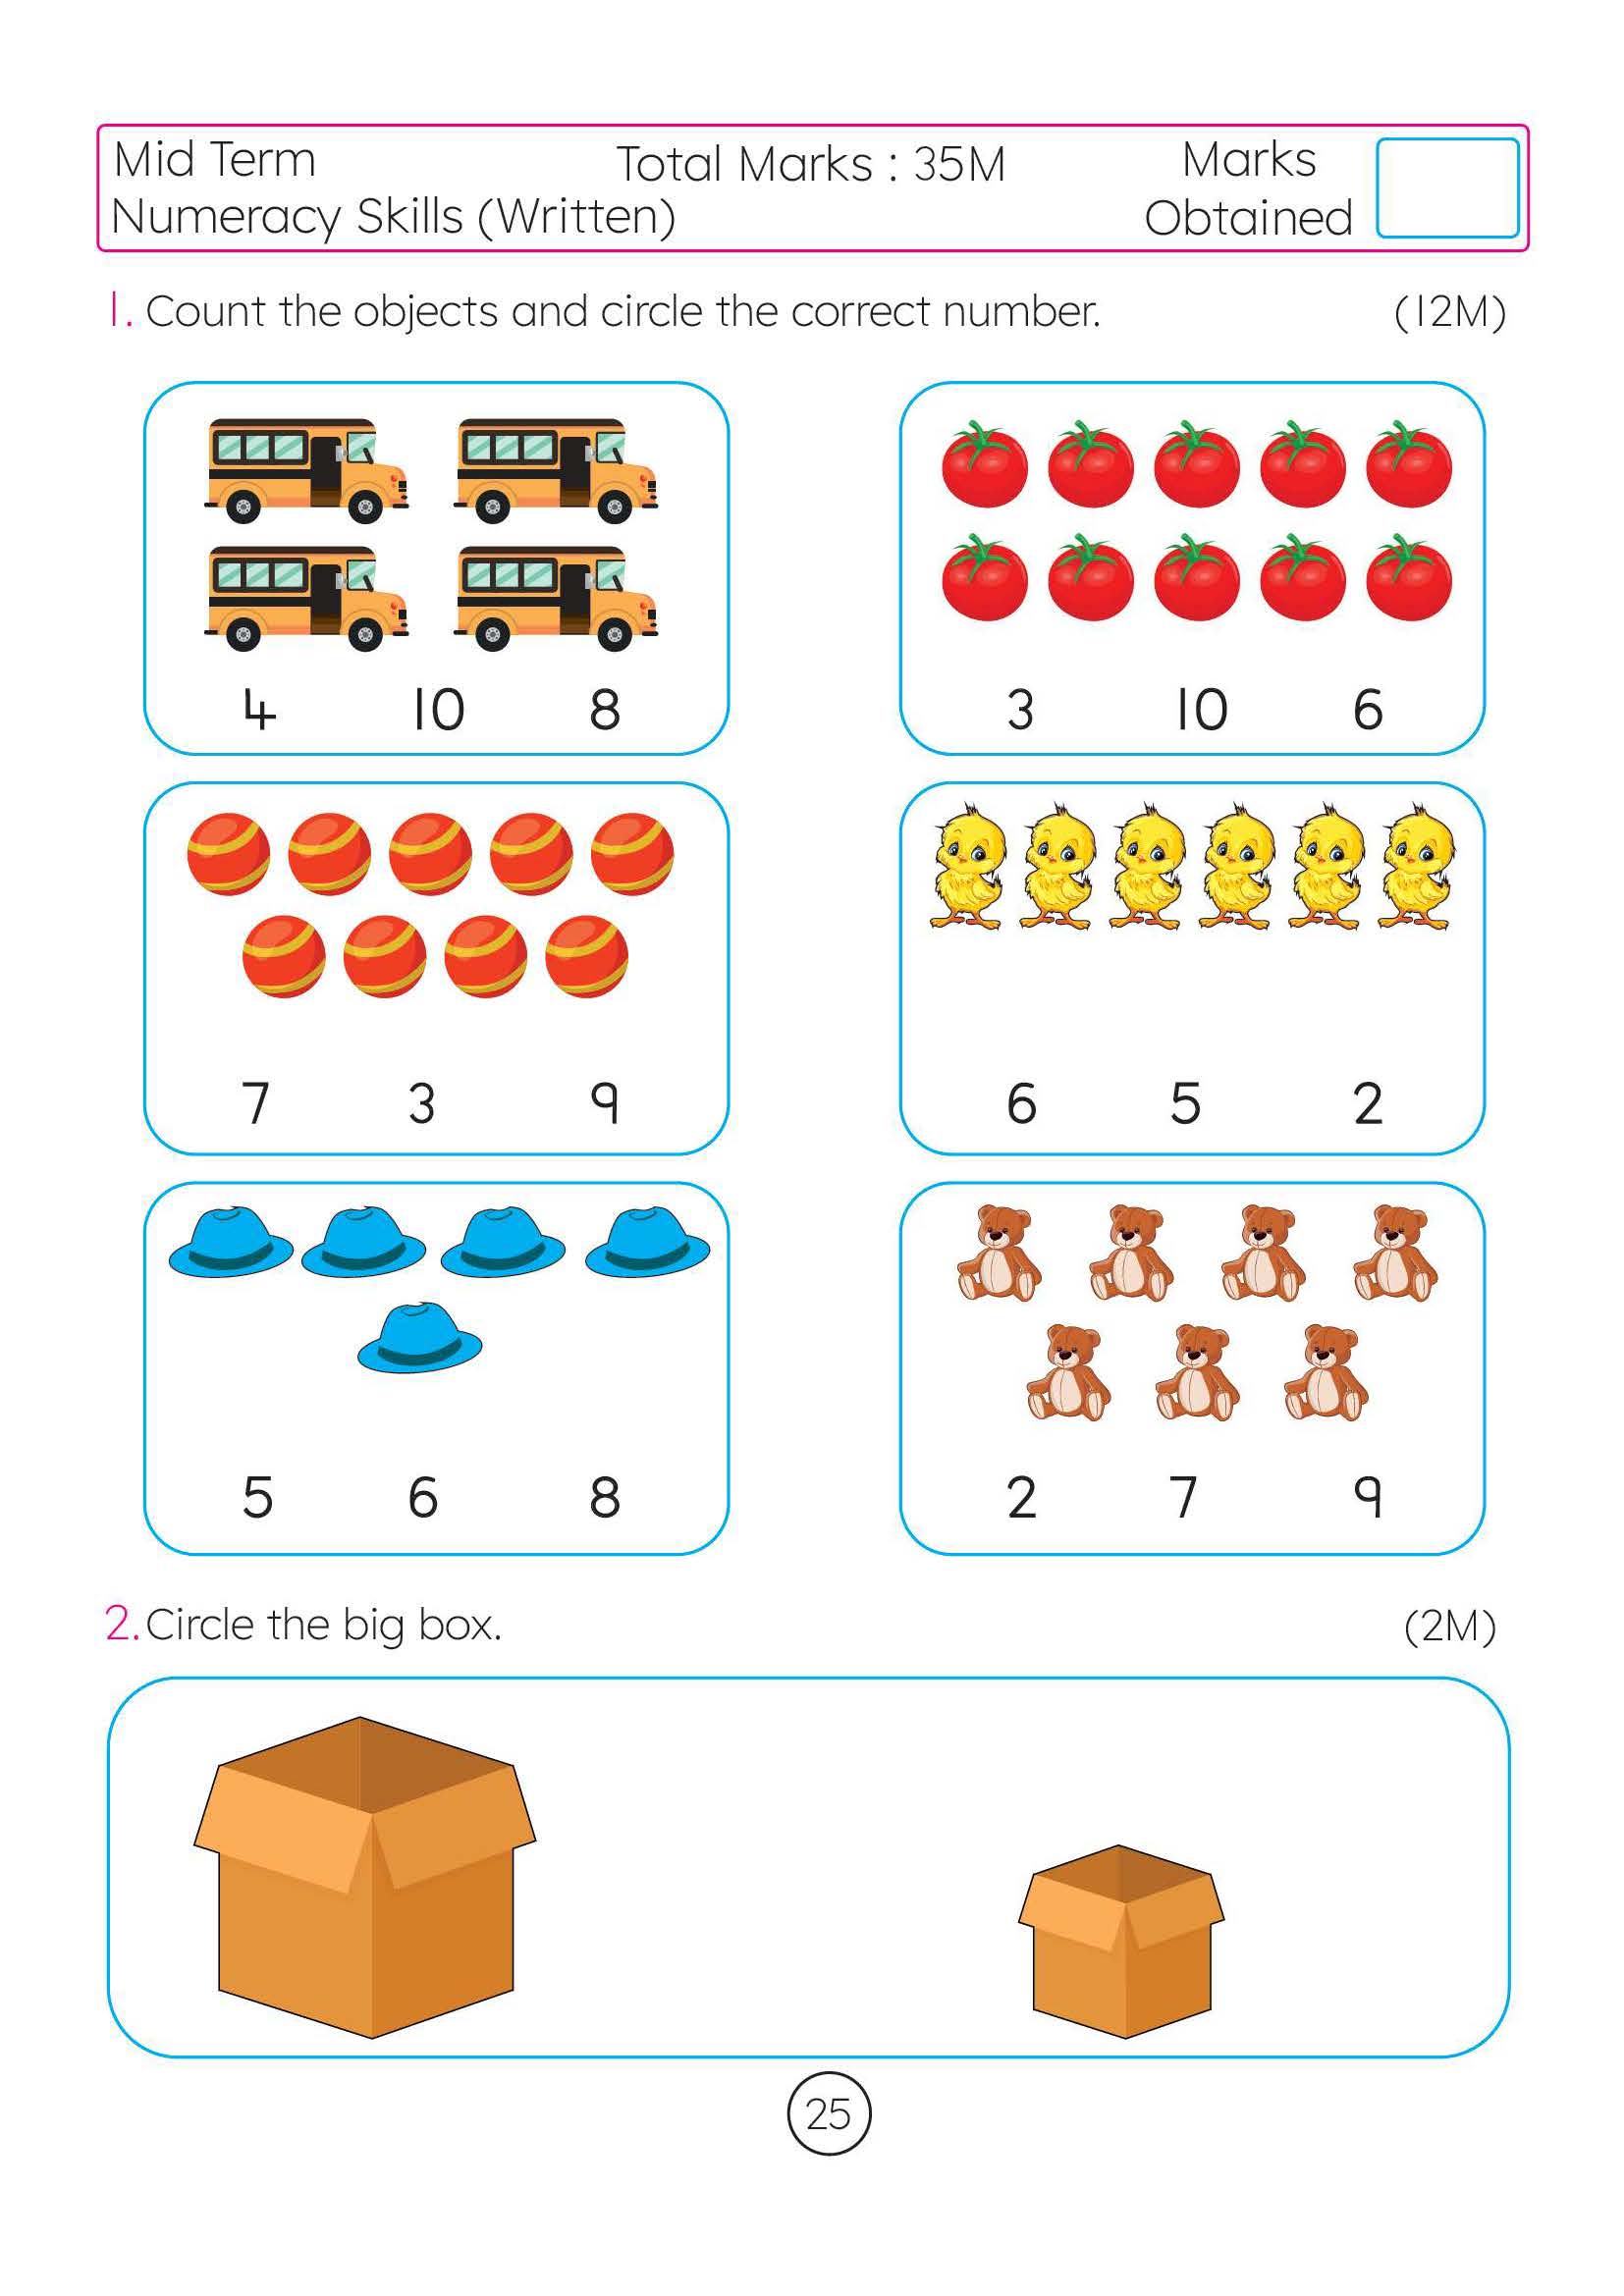 Mid Term Total Marks : 35M Marks
Numeracy Skills (Written) Obtained
1. Count the objects and circle the correct number. (12M)
4 10 8
3 10 6
7 3 9
6 5 2
5 6 8
2 7 9
2. Circle the big box. (2M)
25